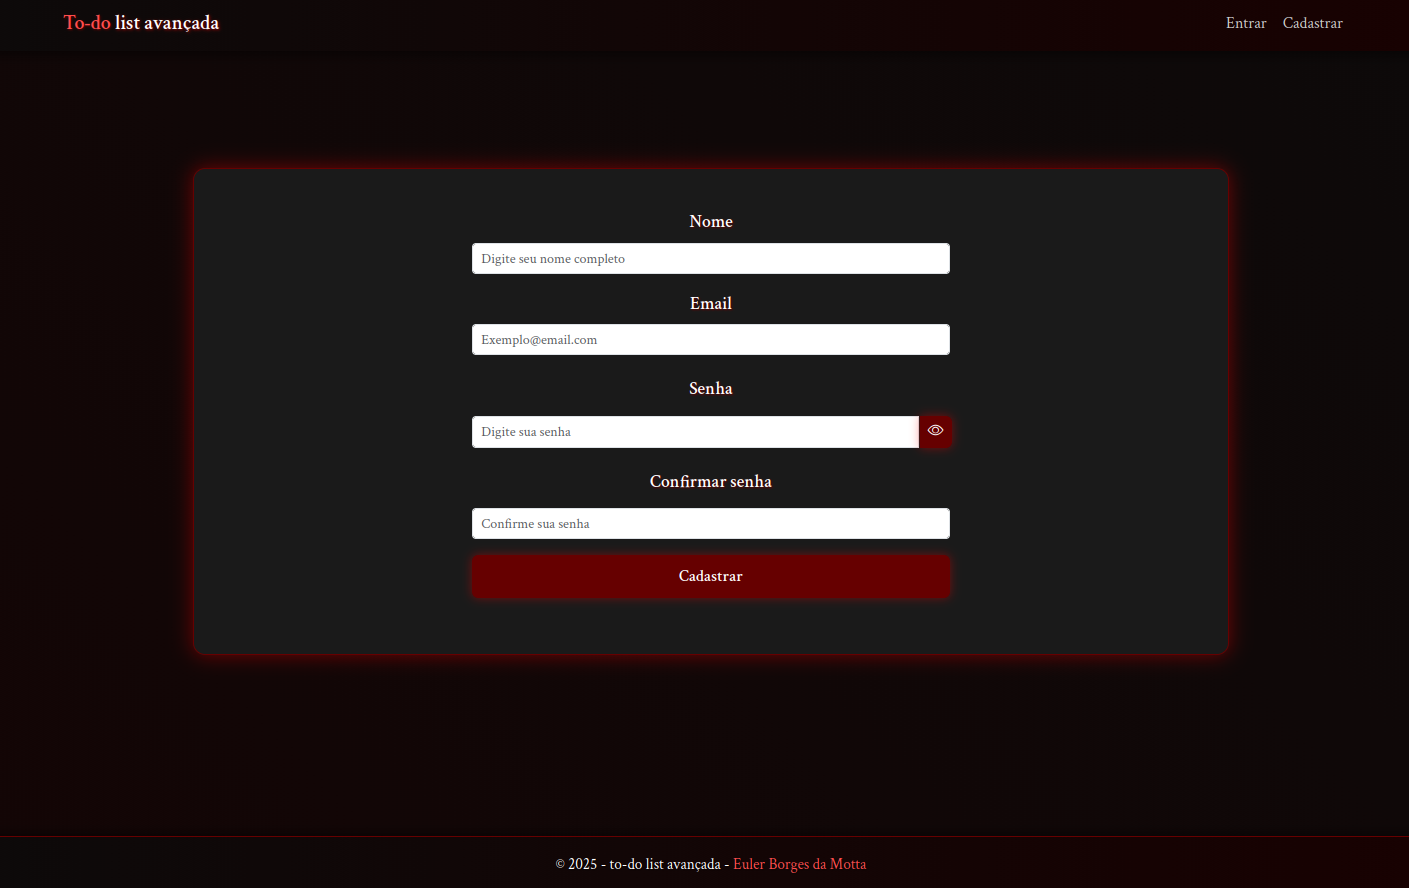 To-do list avançada
Entrar Cadastrar
Nome
Digite seu nome completo
Email
Exemplo@email.com
Senha
Digite sua senha
Confirmar senha
Confirme sua senha
Cadastrar
© 2025 - to-do list avançada - Euler Borges da Motta